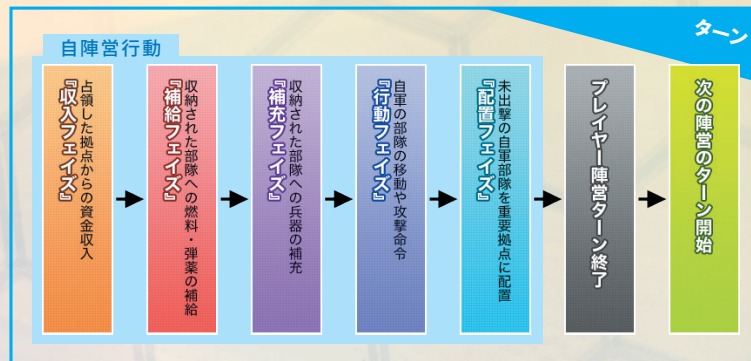 ターン
自陣営行動
占領した拠点からの資金収入
『収入フェイズ』
収納された部隊への燃料・弾薬の補給
『補給フェイズ』
収納された部隊への兵器の補充
『補充フェイズ』
自軍の部隊の移動や攻撃命令
『行動フェイズ』
未出撃の自軍部隊を重要拠点に配置
『配置フェイズ』
プレイヤー陣営ターン終了
次の陣営のターン開始